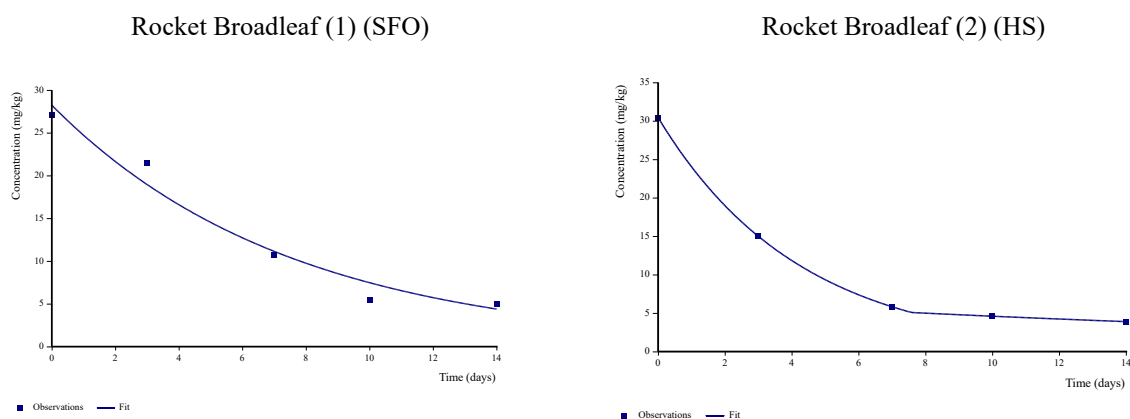 Rocket Broadleaf (1) (SFO)
Concentration (mg/kg)
30
25
20
15
10
5
0
0 2 4 6 8 10 12 14
Time (days)
Observations Fit
Rocket Broadleaf (2) (HS)
Concentration (mg/kg)
35
30
25
20
15
10
5
0
0 2 4 6 8 10 12 14
Time (days)
Observations Fit